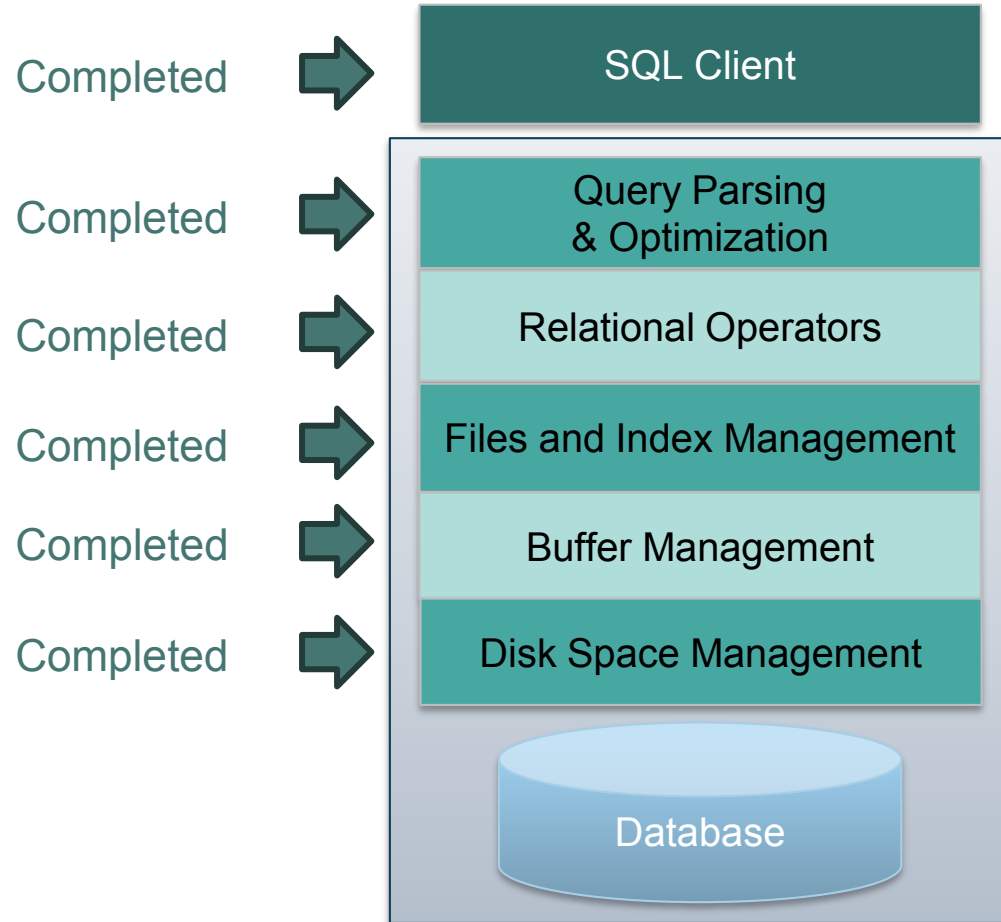 Completed
SQL Client
Completed
Query Parsing
& Optimization
Completed
Relational Operators
Completed
Files and Index Management
Completed
Buffer Management
Completed
Disk Space Management
Database